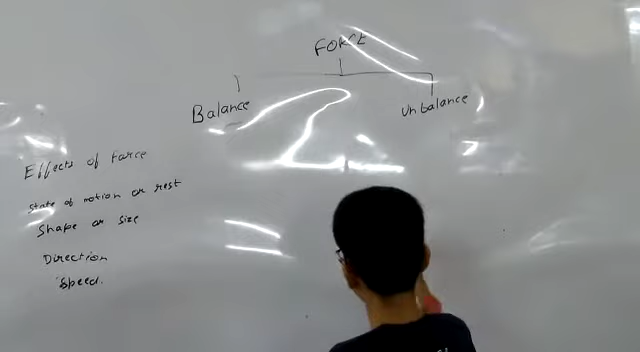 FORCE
Balance
Unbalance
Effects of Force
State of motion or rest
Shape or size
Direction
Speed.